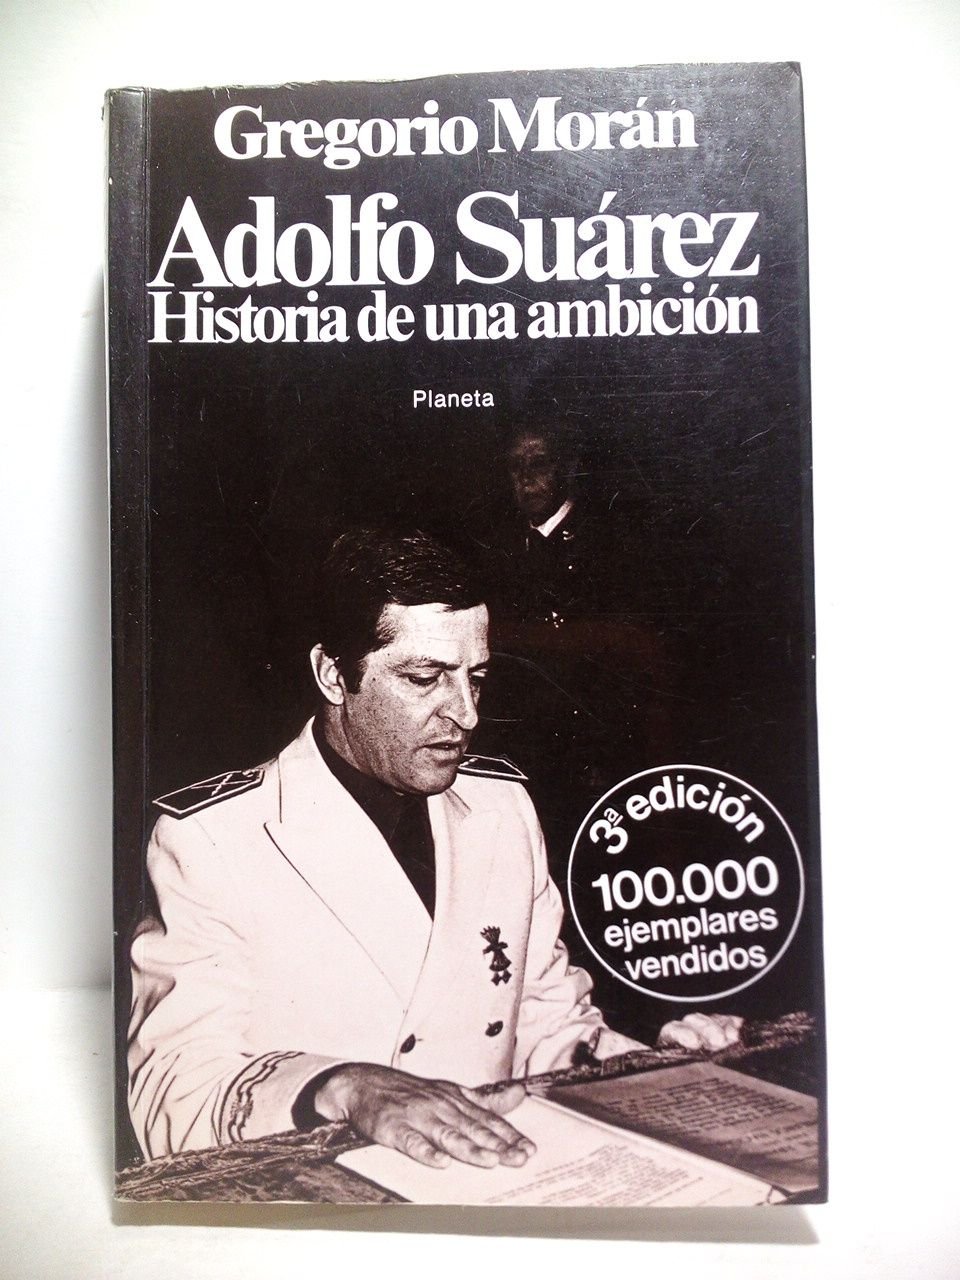 Gregorio Morán
Adolfo Suárez
Historia de una ambición
Planeta
3ª edición
100.000
ejemplares
vendidos